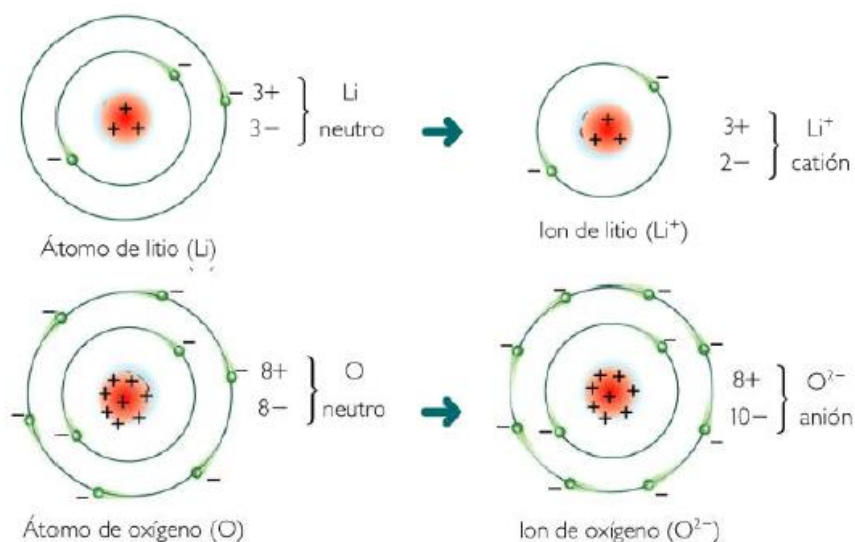 3+ Li
3− neutro
Átomo de litio (Li)
3+ Li⁺
2− catión
Ion de litio (Li⁺)
8+ O
8− neutro
Átomo de oxígeno (O)
8+ O²⁻
10− anión
Ion de oxígeno (O²⁻)